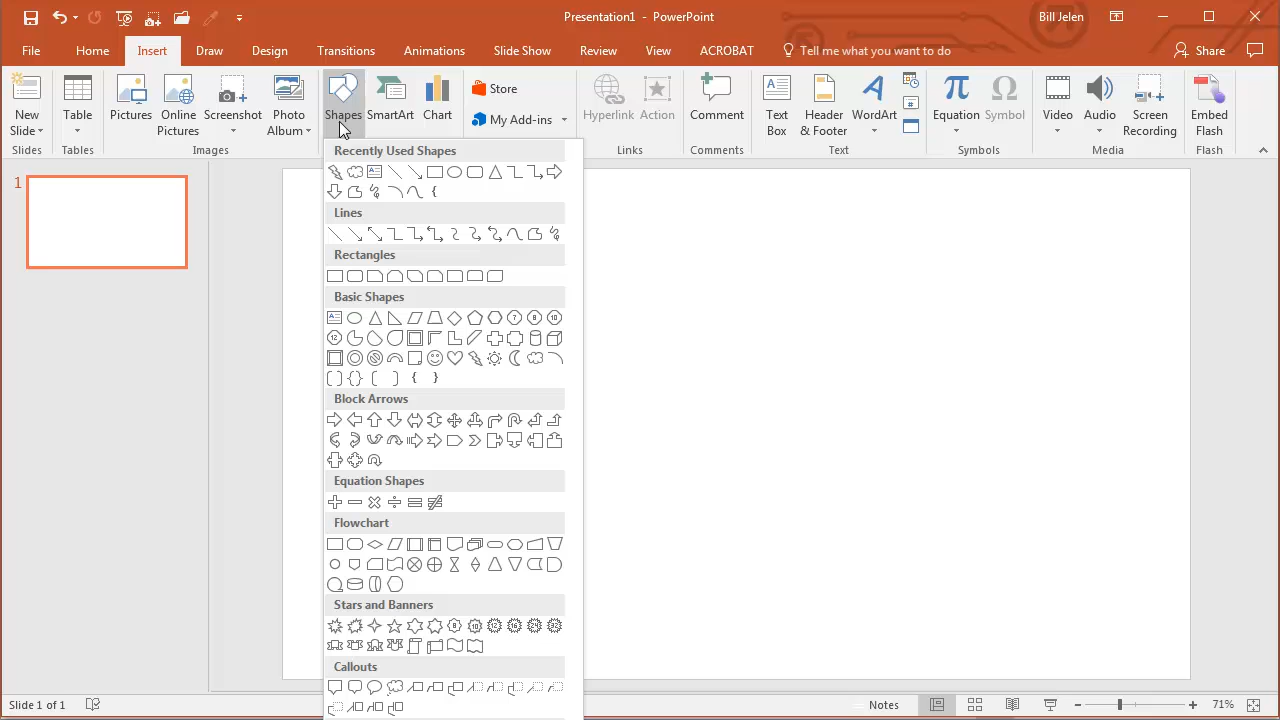 Presentation1 - PowerPoint
Bill Jelen
File Home Insert Draw Design Transitions Animations Slide Show Review View ACROBAT Tell me what you want to do Share
New Slide
Table
Pictures
Online Pictures
Screenshot
Photo Album
Shapes
SmartArt
Chart
Store
My Add-ins
Hyperlink
Action
Comment
Text Box
Header & Footer
WordArt
Equation
Symbol
Video
Audio
Screen Recording
Embed Flash
Slides Tables Images Links Comments Text Symbols Media Flash
1
Recently Used Shapes
Lines
Rectangles
Basic Shapes
Block Arrows
Equation Shapes
Flowchart
Stars and Banners
Callouts
Slide 1 of 1
Notes
71%